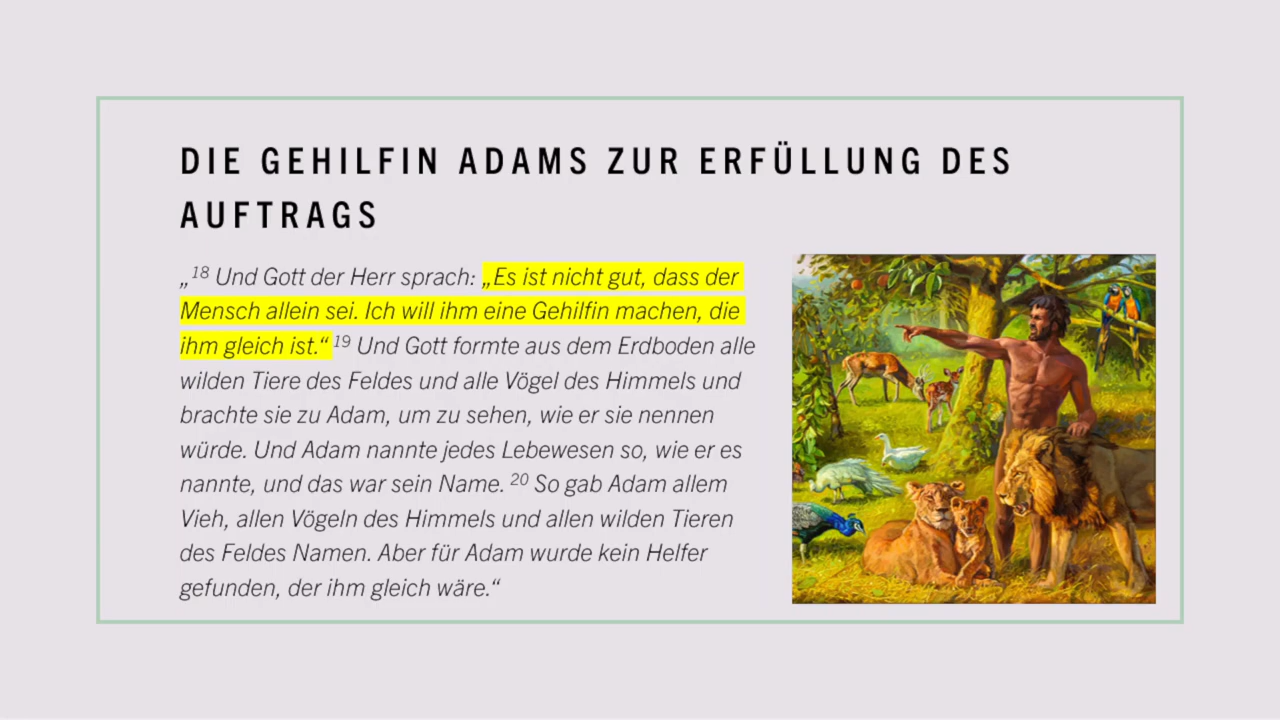 DIE GEHILFIN ADAMS ZUR ERFÜLLUNG DES
AUFTRAGS
„¹⁸ Und Gott der Herr sprach: „Es ist nicht gut, dass der
Mensch allein sei. Ich will ihm eine Gehilfin machen, die
ihm gleich ist.“ ¹⁹ Und Gott formte aus dem Erdboden alle
wilden Tiere des Feldes und alle Vögel des Himmels und
brachte sie zu Adam, um zu sehen, wie er sie nennen
würde. Und Adam nannte jedes Lebewesen so, wie er es
nannte, und das war sein Name. ²⁰ So gab Adam allem
Vieh, allen Vögeln des Himmels und allen wilden Tieren
des Feldes Namen. Aber für Adam wurde kein Helfer
gefunden, der ihm gleich wäre.“